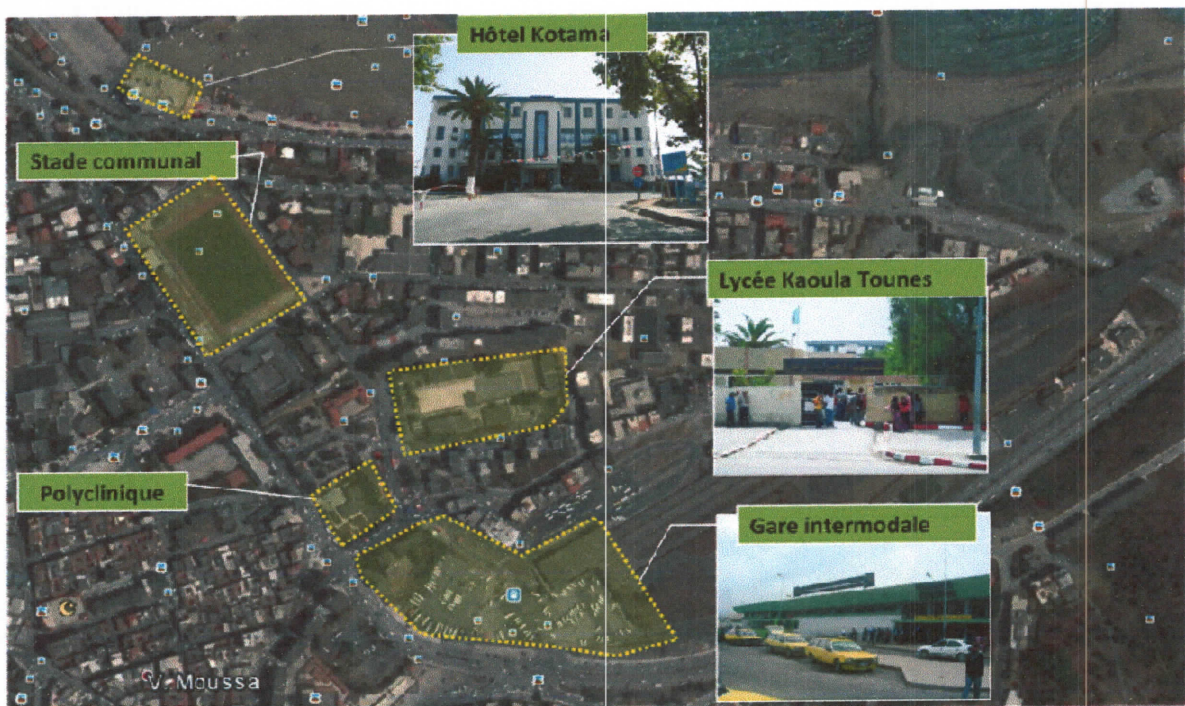 Hôtel Kotama
Stade communal
Lycée Kaoula Tounes
Polyclinique
Gare intermodale
V. Moussa